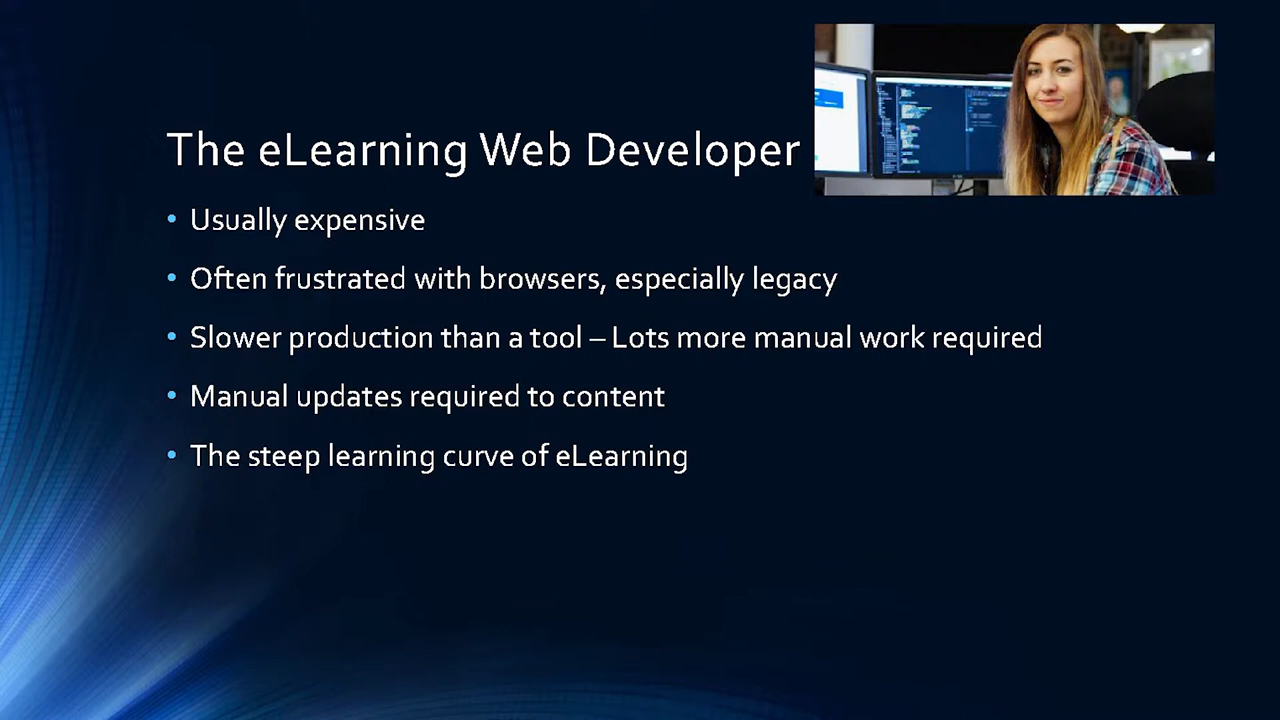 The eLearning Web Developer
• Usually expensive
• Often frustrated with browsers, especially legacy
• Slower production than a tool – Lots more manual work required
• Manual updates required to content
• The steep learning curve of eLearning